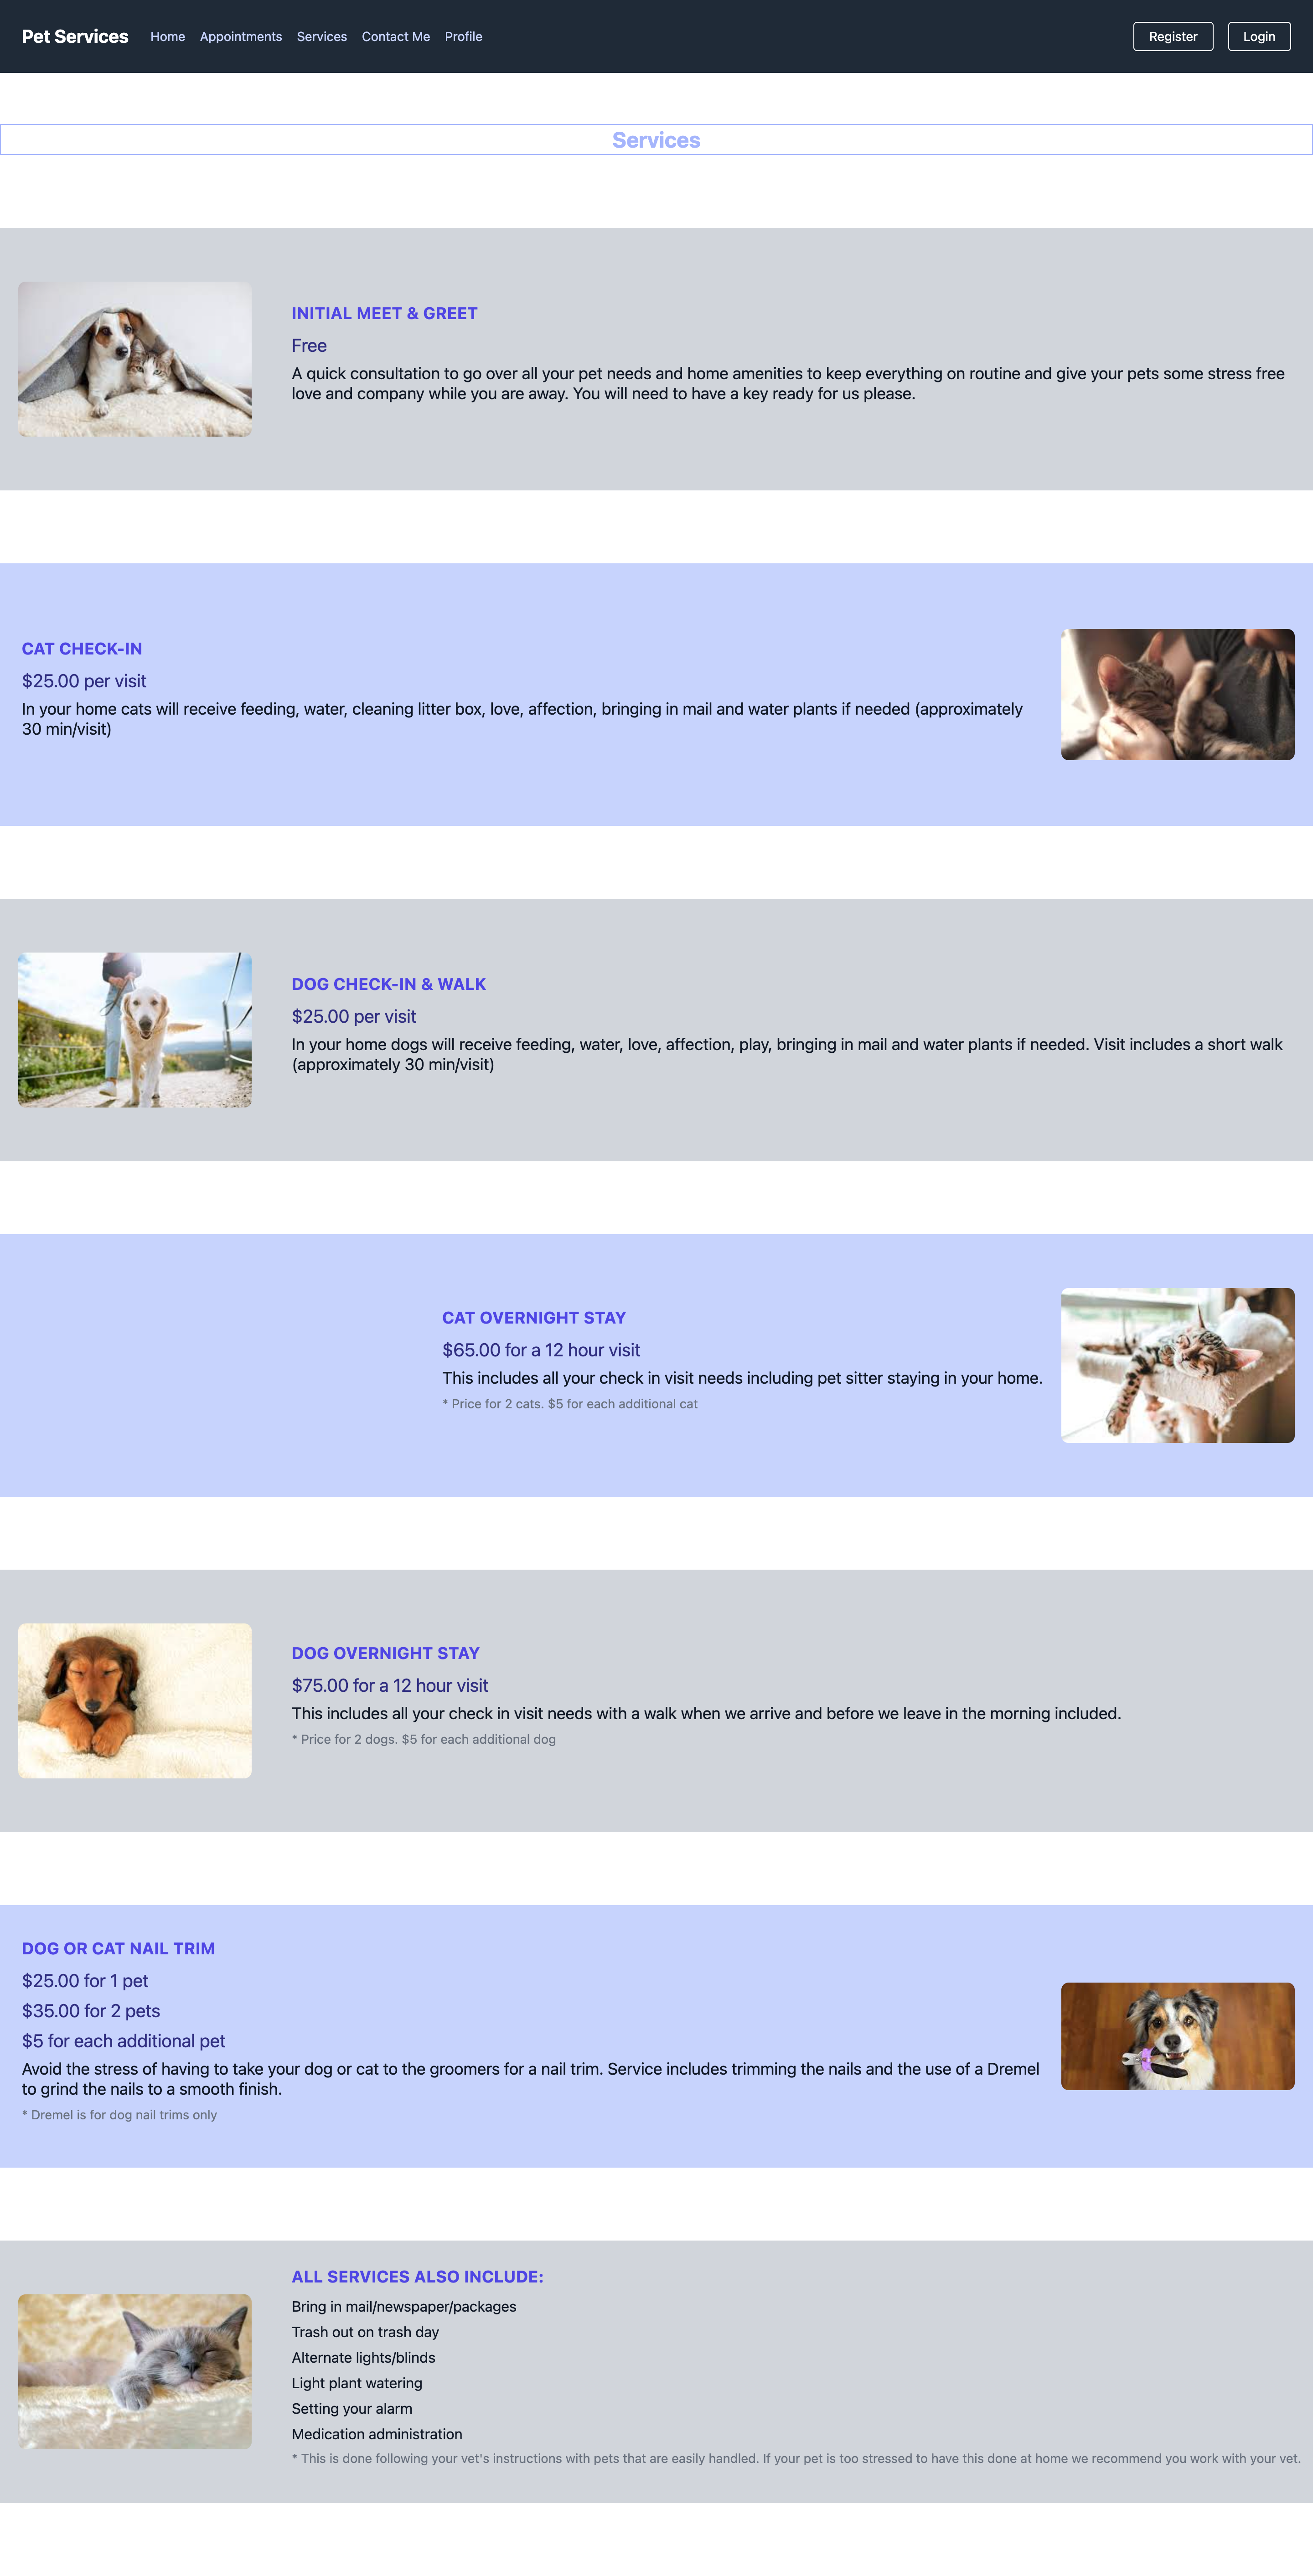 Pet Services Home Appointments Services Contact Me Profile Register Login
Services
INITIAL MEET & GREET
Free
A quick consultation to go over all your pet needs and home amenities to keep everything on routine and give your pets some stress free
love and company while you are away. You will need to have a key ready for us please.
CAT CHECK-IN
$25.00 per visit
In your home cats will receive feeding, water, cleaning litter box, love, affection, bringing in mail and water plants if needed (approximately
30 min/visit)
DOG CHECK-IN & WALK
$25.00 per visit
In your home dogs will receive feeding, water, love, affection, play, bringing in mail and water plants if needed. Visit includes a short walk
(approximately 30 min/visit)
CAT OVERNIGHT STAY
$65.00 for a 12 hour visit
This includes all your check in visit needs including pet sitter staying in your home.
* Price for 2 cats. $5 for each additional cat
DOG OVERNIGHT STAY
$75.00 for a 12 hour visit
This includes all your check in visit needs with a walk when we arrive and before we leave in the morning included.
* Price for 2 dogs. $5 for each additional dog
DOG OR CAT NAIL TRIM
$25.00 for 1 pet
$35.00 for 2 pets
$5 for each additional pet
Avoid the stress of having to take your dog or cat to the groomers for a nail trim. Service includes trimming the nails and the use of a Dremel
to grind the nails to a smooth finish.
* Dremel is for dog nail trims only
ALL SERVICES ALSO INCLUDE:
Bring in mail/newspaper/packages
Trash out on trash day
Alternate lights/blinds
Light plant watering
Setting your alarm
Medication administration
* This is done following your vet's instructions with pets that are easily handled. If your pet is too stressed to have this done at home we recommend you work with your vet.